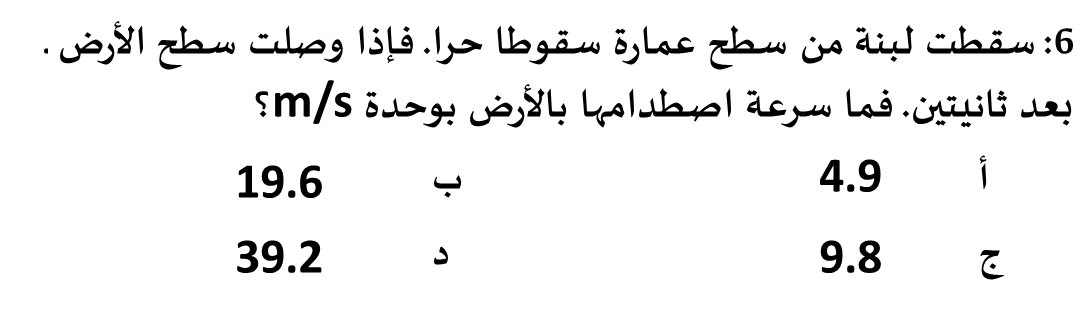 6: سقطت لبنة من سطح عمارة سقوطا حرا. فإذا وصلت سطح الأرض .
بعد ثانيتين. فما سرعة اصطدامها بالأرض بوحدة m/s؟
أ 4.9 ب 19.6
ج 9.8 د 39.2